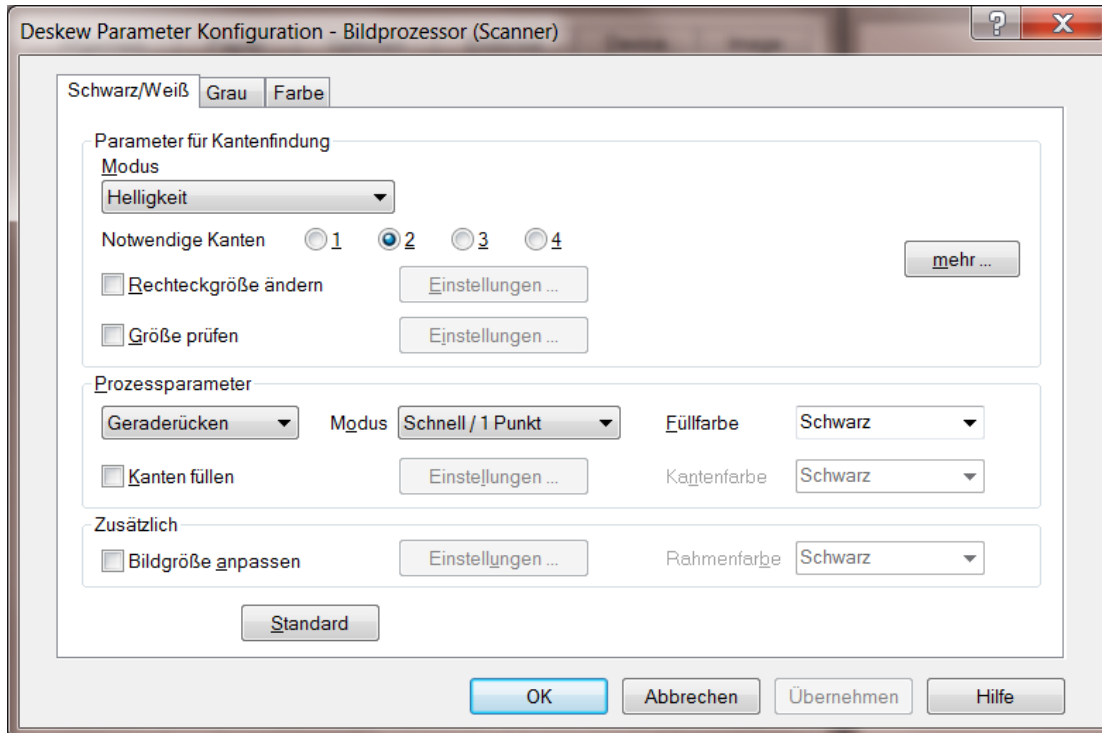 Deskew Parameter Konfiguration - Bildprozessor (Scanner)
Schwarz/Weiß Grau Farbe
Parameter für Kantenfindung
Modus
Helligkeit
Notwendige Kanten 1 2 3 4
mehr ...
Rechteckgröße ändern Einstellungen ...
Größe prüfen Einstellungen ...
Prozessparameter
Geraderücken Modus Schnell / 1 Punkt Füllfarbe Schwarz
Kanten füllen Einstellungen ... Kantenfarbe Schwarz
Zusätzlich
Bildgröße anpassen Einstellungen ... Rahmenfarbe Schwarz
Standard
OK Abbrechen Übernehmen Hilfe